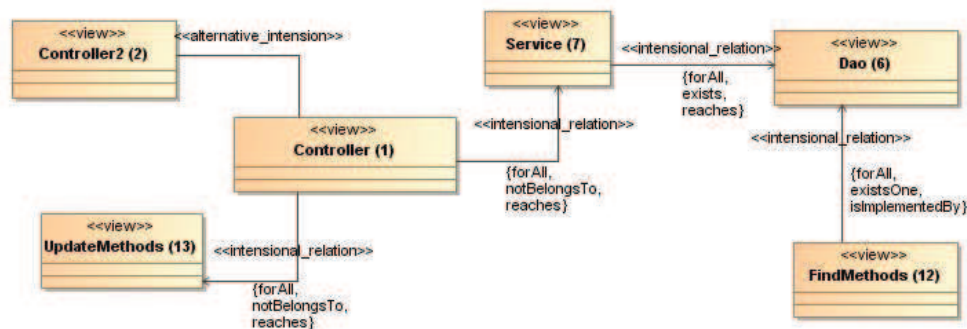 <<view>>
Controller2 (2)
<<alternative_intension>>
<<view>>
Service (7)
<<intensional_relation>>
<<view>>
Dao (6)
{forAll,
exists,
reaches}
<<view>>
Controller (1)
<<intensional_relation>>
{forAll,
notBelongsTo,
reaches}
<<intensional_relation>>
{forAll,
existsOne,
isImplementedBy}
<<view>>
UpdateMethods (13)
<<intensional_relation>>
{forAll,
notBelongsTo,
reaches}
<<view>>
FindMethods (12)